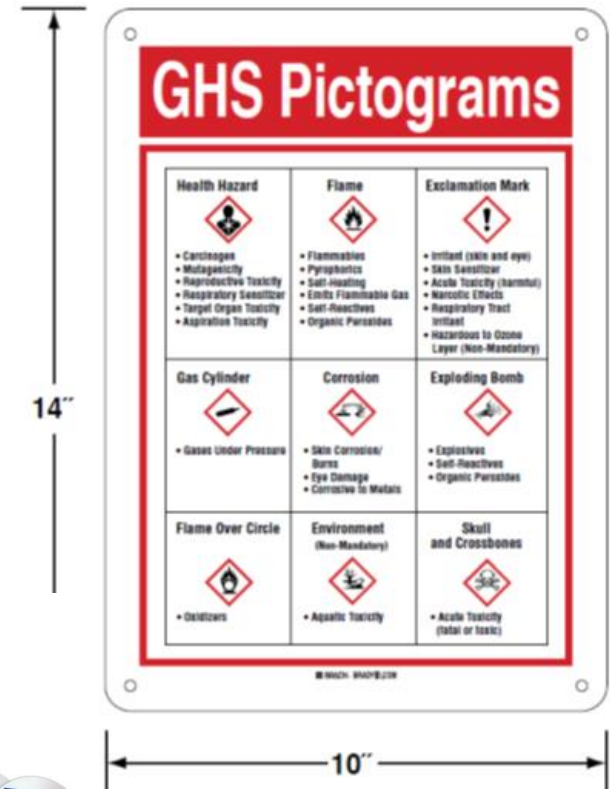 GHS Pictograms
Health Hazard
• Carcinogen
• Mutagenicity
• Reproductive Toxicity
• Respiratory Sensitizer
• Target Organ Toxicity
• Aspiration Toxicity
Flame
• Flammables
• Pyrophorics
• Self-Heating
• Emits Flammable Gas
• Self-Reactives
• Organic Peroxides
Exclamation Mark
• Irritant (skin and eye)
• Skin Sensitizer
• Acute Toxicity (harmful)
• Narcotic Effects
• Respiratory Tract
Irritant
• Hazardous to Ozone
Layer (Non-Mandatory)
Gas Cylinder
• Gases Under Pressure
Corrosion
• Skin Corrosion/
Burns
• Eye Damage
• Corrosive to Metals
Exploding Bomb
• Explosives
• Self-Reactives
• Organic Peroxides
Flame Over Circle
• Oxidizers
Environment
(Non-Mandatory)
• Aquatic Toxicity
Skull
and Crossbones
• Acute Toxicity
(fatal or toxic)
14"
10"